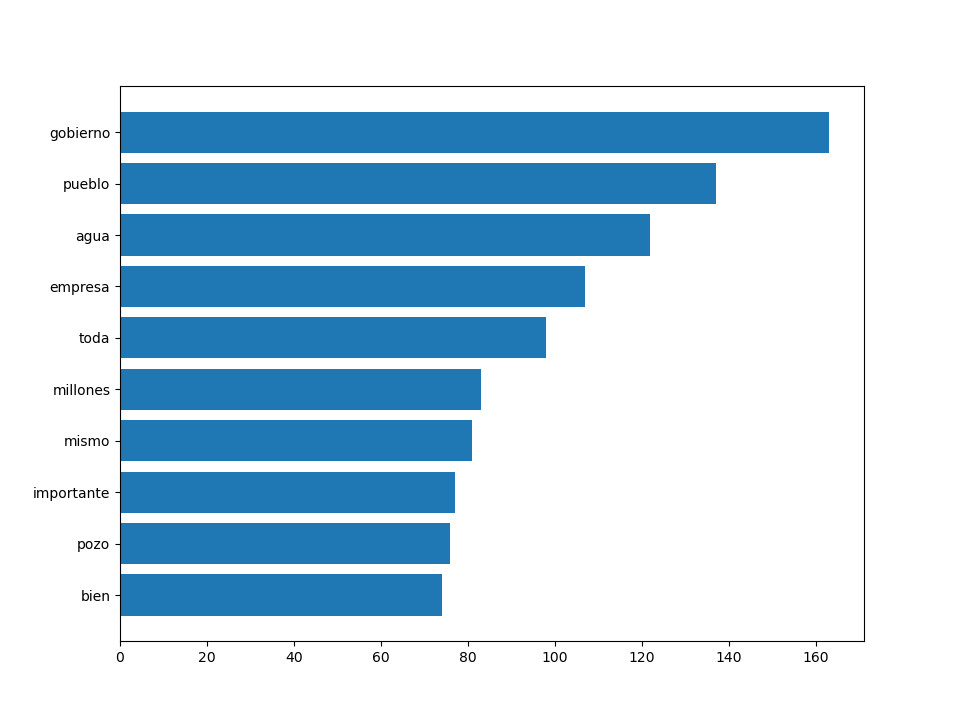 gobierno
pueblo
agua
empresa
toda
millones
mismo
importante
pozo
bien
0 20 40 60 80 100 120 140 160